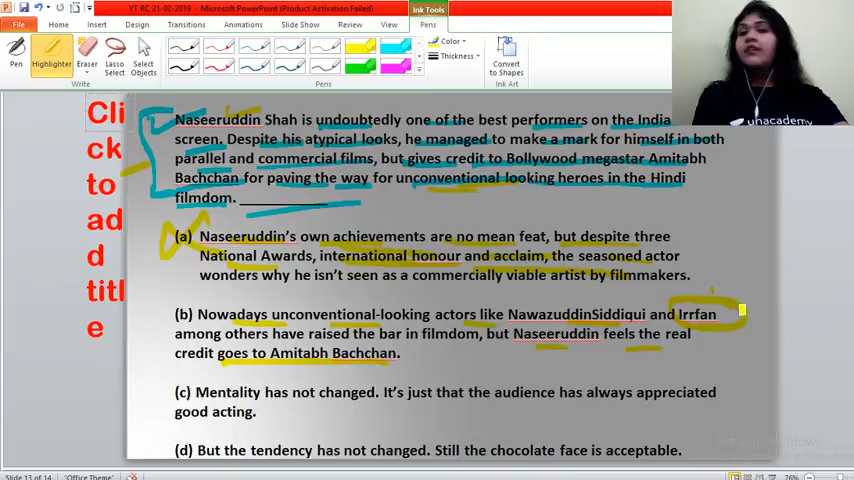 YT RC 21-02-2019 - Microsoft PowerPoint (Product Activation Failed)
Ink Tools
File Home Insert Design Transitions Animations Slide Show Review View Pens
Pen Highlighter Eraser Lasso Select Select Objects
Color
Thickness
Convert to Shapes
Write Pens Ink Art
Cli
ck
to
ad
d
titl
e
Naseeruddin Shah is undoubtedly one of the best performers on the India
screen. Despite his atypical looks, he managed to make a mark for himself in both
parallel and commercial films, but gives credit to Bollywood megastar Amitabh
Bachchan for paving the way for unconventional looking heroes in the Hindi
filmdom. ____________
(a) Naseeruddin's own achievements are no mean feat, but despite three
National Awards, international honour and acclaim, the seasoned actor
wonders why he isn't seen as a commercially viable artist by filmmakers.
(b) Nowadays unconventional-looking actors like NawazuddinSiddiqui and Irrfan
among others have raised the bar in filmdom, but Naseeruddin feels the real
credit goes to Amitabh Bachchan.
(c) Mentality has not changed. It's just that the audience has always appreciated
good acting.
(d) But the tendency has not changed. Still the chocolate face is acceptable.
unacademy
Slide 13 of 14 "Office Theme" 76%